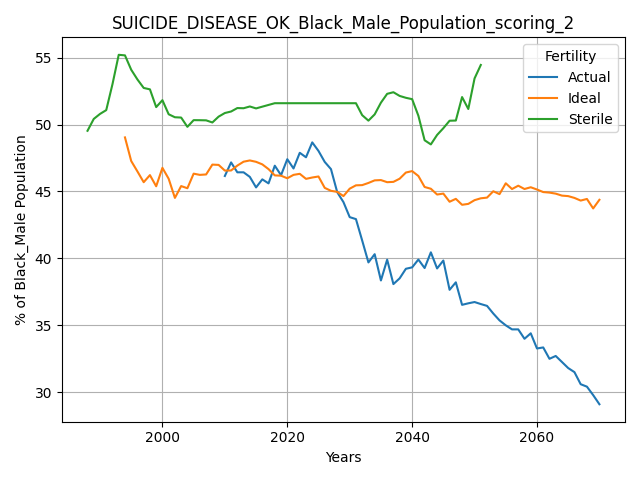 SUICIDE_DISEASE_OK_Black_Male_Population_scoring_2
% of Black_Male Population
55
50
45
40
35
30
Fertility
Actual
Ideal
Sterile
2000
2020
2040
2060
Years